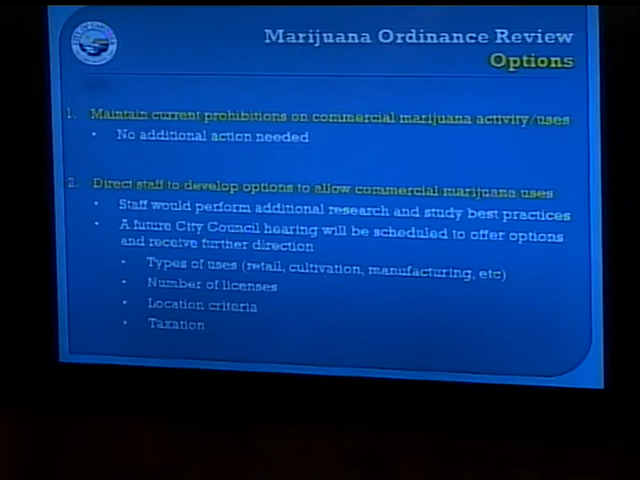 Marijuana Ordinance Review
Options
1. Maintain current prohibitions on commercial marijuana activity/uses
• No additional action needed
2. Direct staff to develop options to allow commercial marijuana uses
• Staff would perform additional research and study best practices
• A future City Council hearing will be scheduled to offer options
and receive further direction
• Types of uses (retail, cultivation, manufacturing, etc)
• Number of licenses
• Location criteria
• Taxation